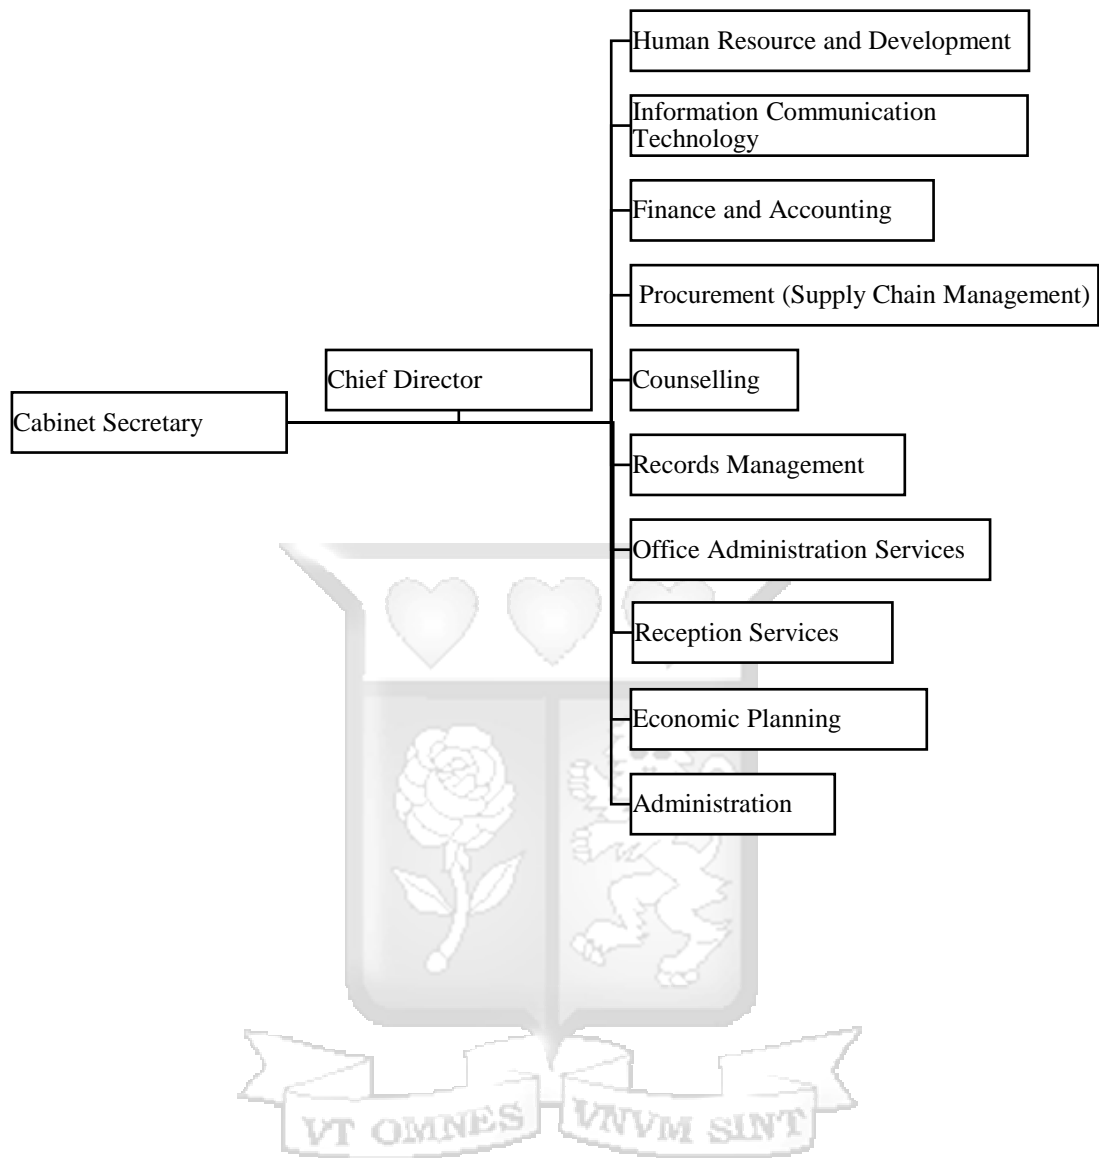 Human Resource and Development
Information Communication
Technology
Finance and Accounting
Procurement (Supply Chain Management)
Chief Director
Counselling
Cabinet Secretary
Records Management
Office Administration Services
Reception Services
Economic Planning
Administration
VT OMNES VNVM SINT